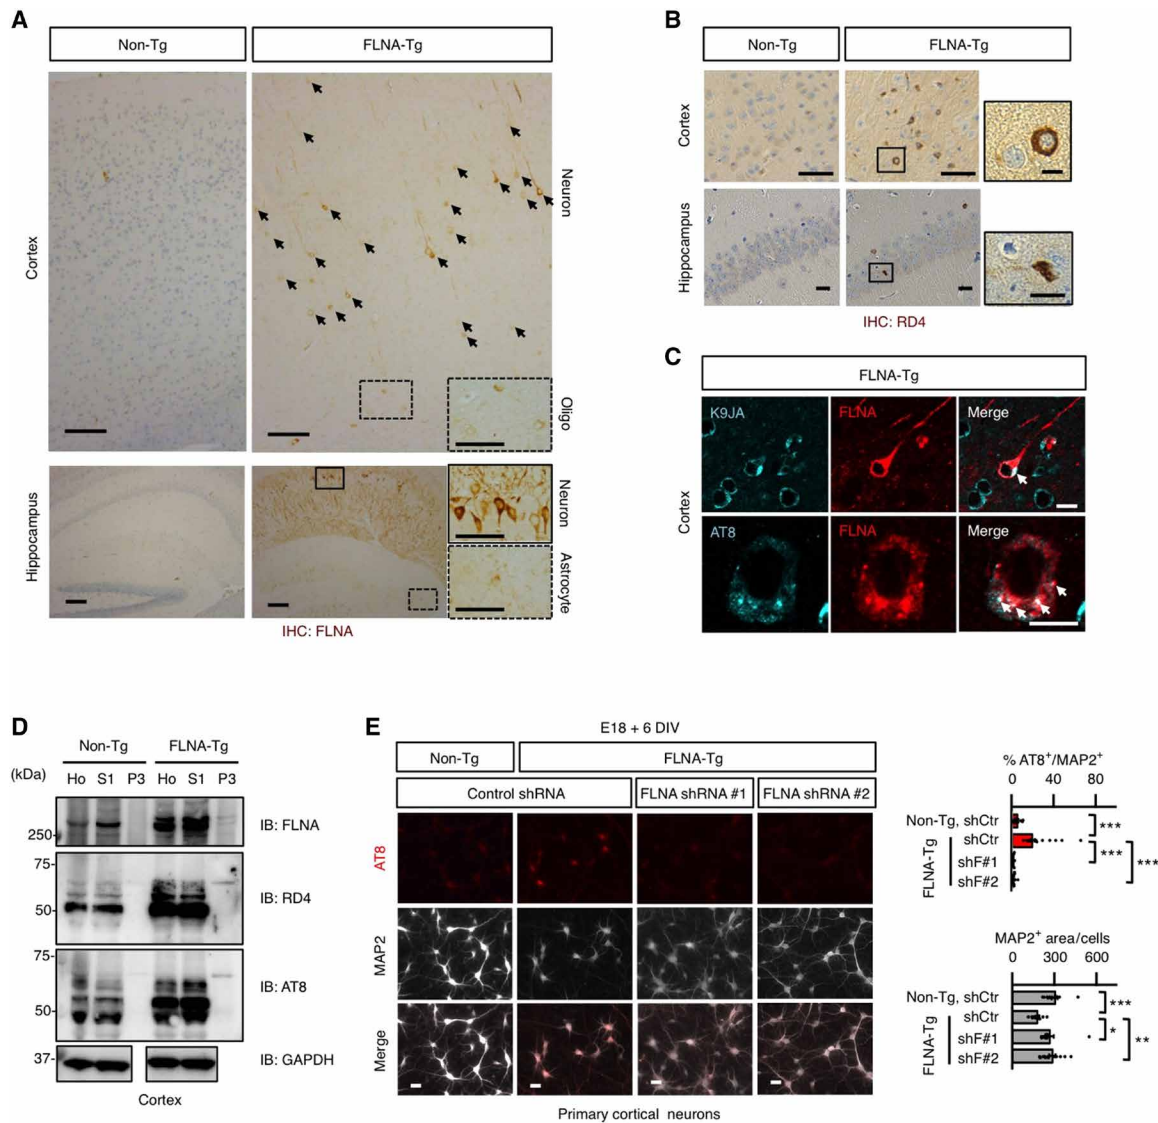 A
Non-Tg
FLNA-Tg
Cortex
Neuron
Oligo
Hippocampus
Neuron
Astrocyte
IHC: FLNA
B
Non-Tg
FLNA-Tg
Cortex
Hippocampus
IHC: RD4
C
FLNA-Tg
Cortex
K9JA
FLNA
Merge
AT8
FLNA
Merge
D
Non-Tg
FLNA-Tg
(kDa)
Ho S1 P3 Ho S1 P3
250-
IB: FLNA
75-
50-
IB: RD4
75-
50-
IB: AT8
37-
IB: GAPDH
Cortex
E
E18 + 6 DIV
Non-Tg
FLNA-Tg
Control shRNA
FLNA shRNA #1
FLNA shRNA #2
AT8
MAP2
Merge
Primary cortical neurons
% AT8+/MAP2+
0 40 80
Non-Tg, shCtr
shCtr
shF#1
shF#2
FLNA-Tg
***
***
***
MAP2+ area/cells
0 300 600
Non-Tg, shCtr
shCtr
shF#1
shF#2
FLNA-Tg
***
*
**